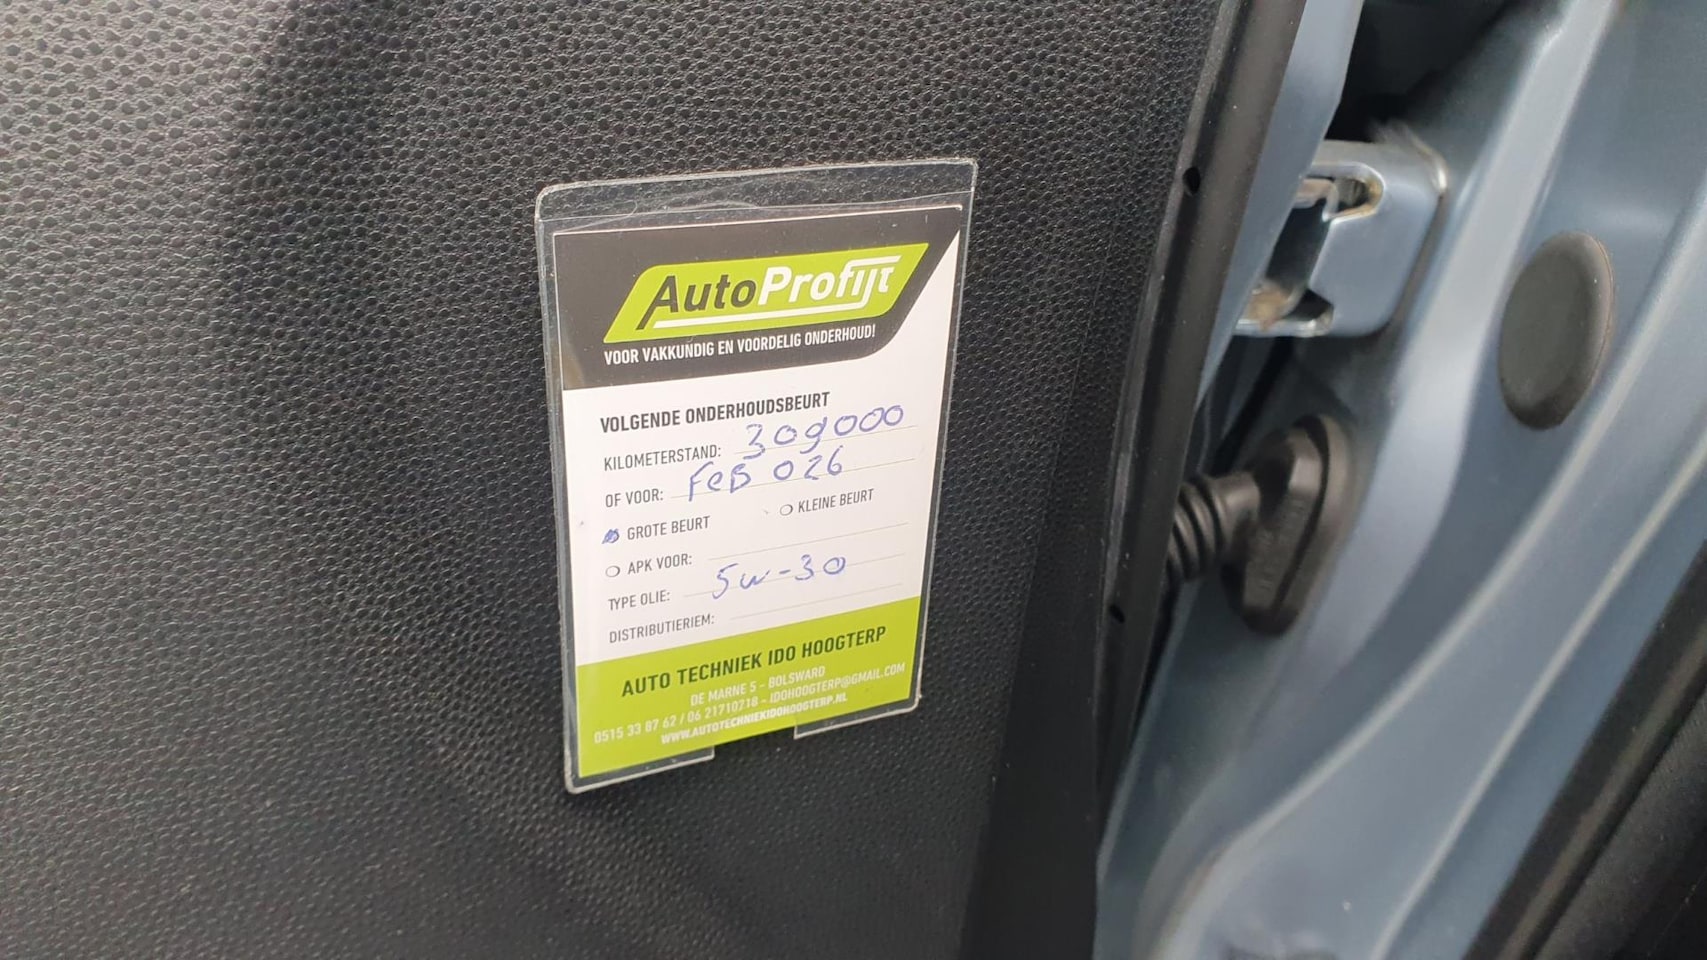 AutoProfijt
VOOR VAKKUNDIG EN VOORDELIG ONDERHOUD!
VOLGENDE ONDERHOUDSBEURT
KILOMETERSTAND: 309000
OF VOOR: FeB 026
GROTE BEURT KLEINE BEURT
APK VOOR:
TYPE OLIE: 5w-30
DISTRIBUTIERIEM:
AUTO TECHNIEK IDO HOOGTERP
DE MARNE 5 - BOLSWARD
0515 33 87 62 / 06 21710218 - IDOHOOGTERP@GMAIL.COM
WWW.AUTOTECHNIEKIDOHOOGTERP.NL